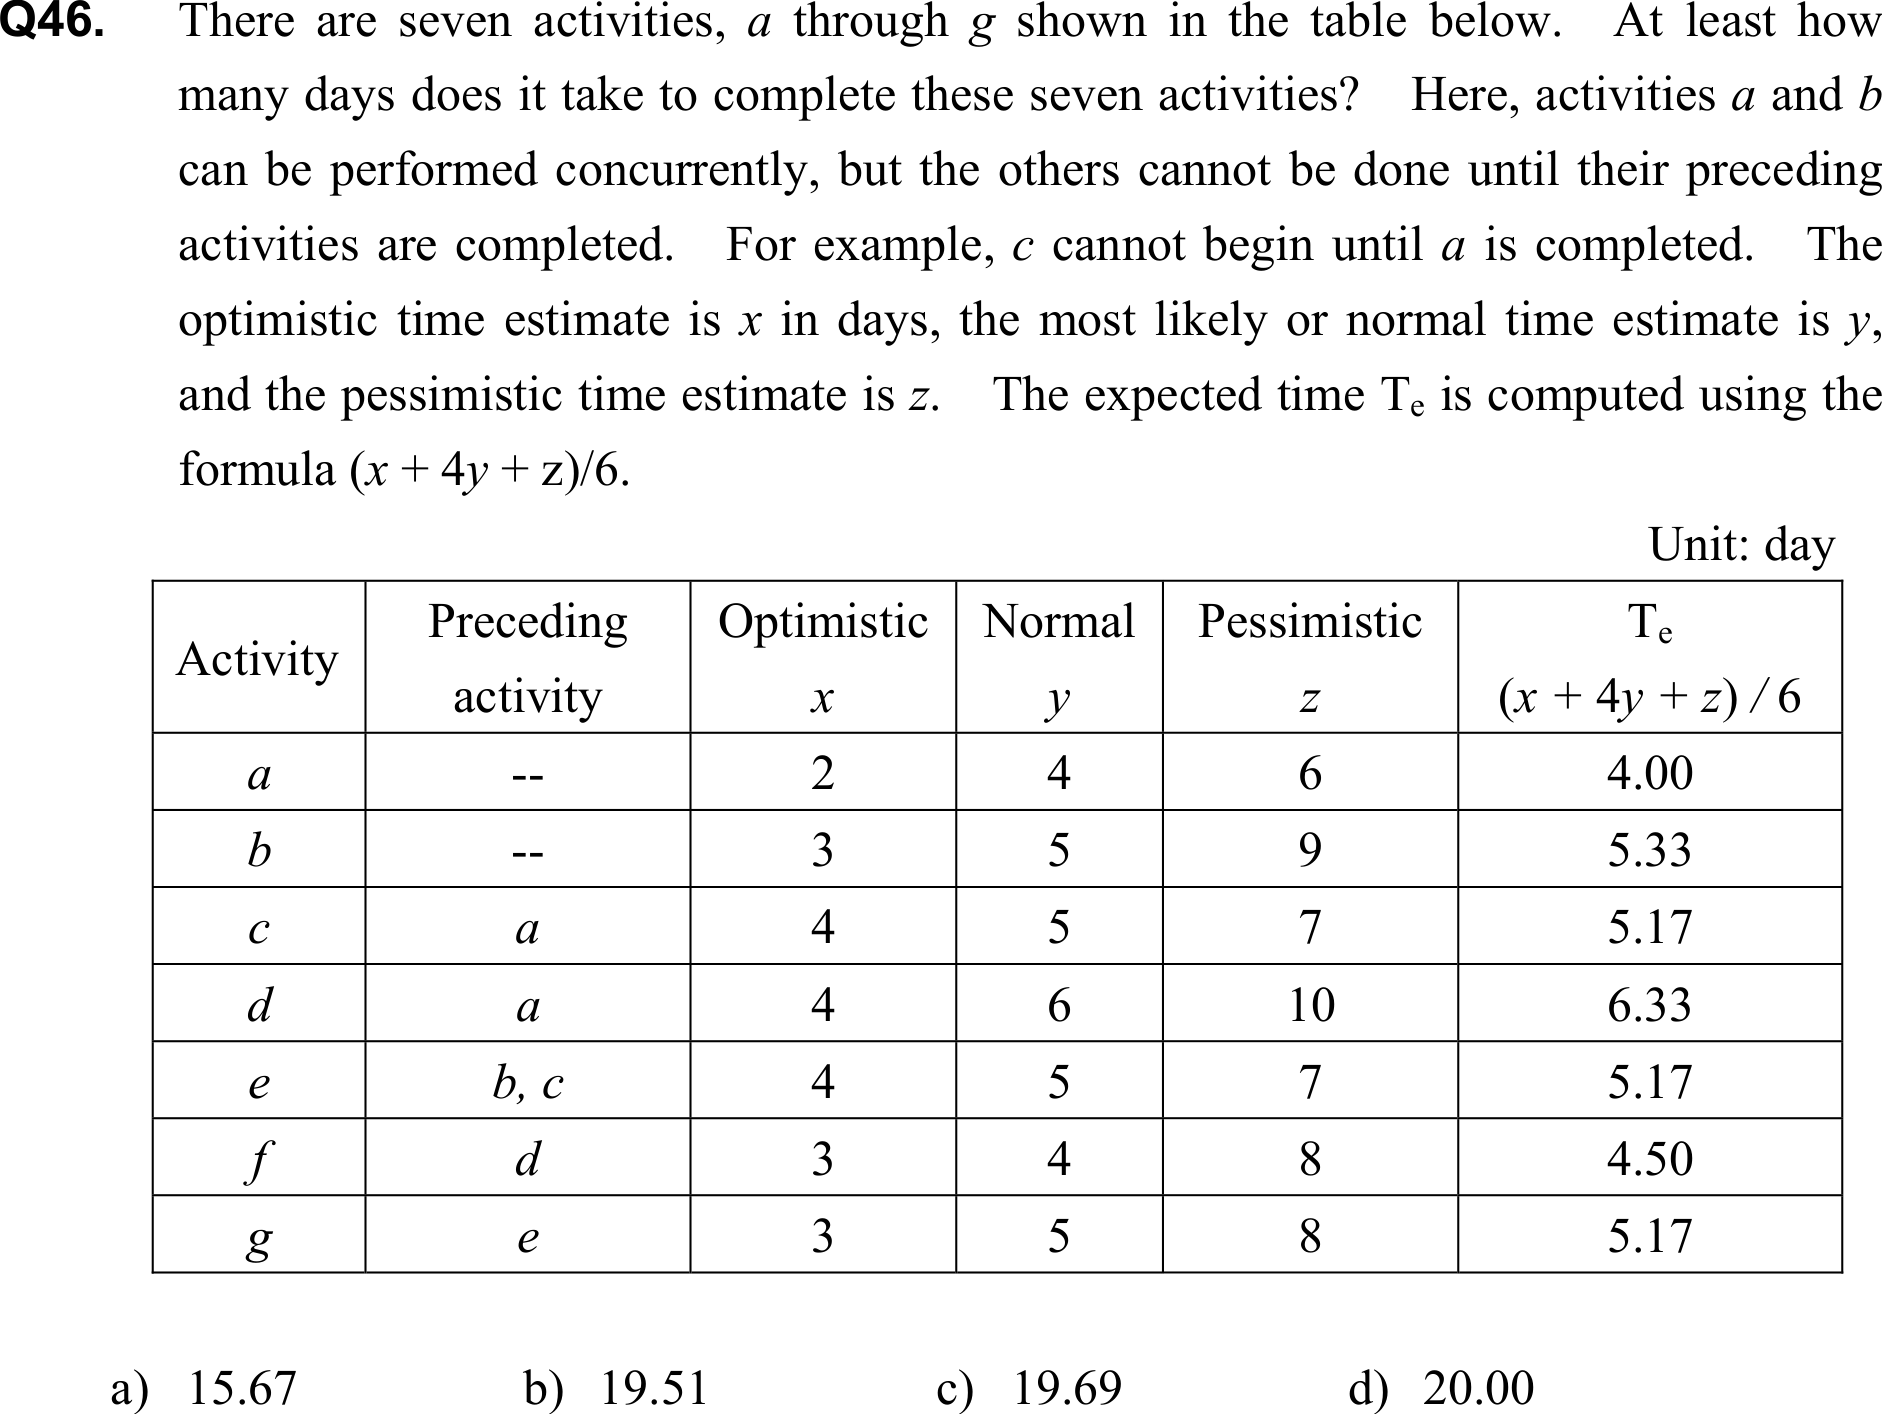 Q46. There are seven activities, a through g shown in the table below. At least how
many days does it take to complete these seven activities? Here, activities a and b
can be performed concurrently, but the others cannot be done until their preceding
activities are completed. For example, c cannot begin until a is completed. The
optimistic time estimate is x in days, the most likely or normal time estimate is y,
and the pessimistic time estimate is z. The expected time Te is computed using the
formula (x + 4y + z)/6.
Unit: day
Activity Preceding activity Optimistic x Normal y Pessimistic z Te (x + 4y + z) / 6
a -- 2 4 6 4.00
b -- 3 5 9 5.33
c a 4 5 7 5.17
d a 4 6 10 6.33
e b, c 4 5 7 5.17
f d 3 4 8 4.50
g e 3 5 8 5.17
a) 15.67 b) 19.51 c) 19.69 d) 20.00